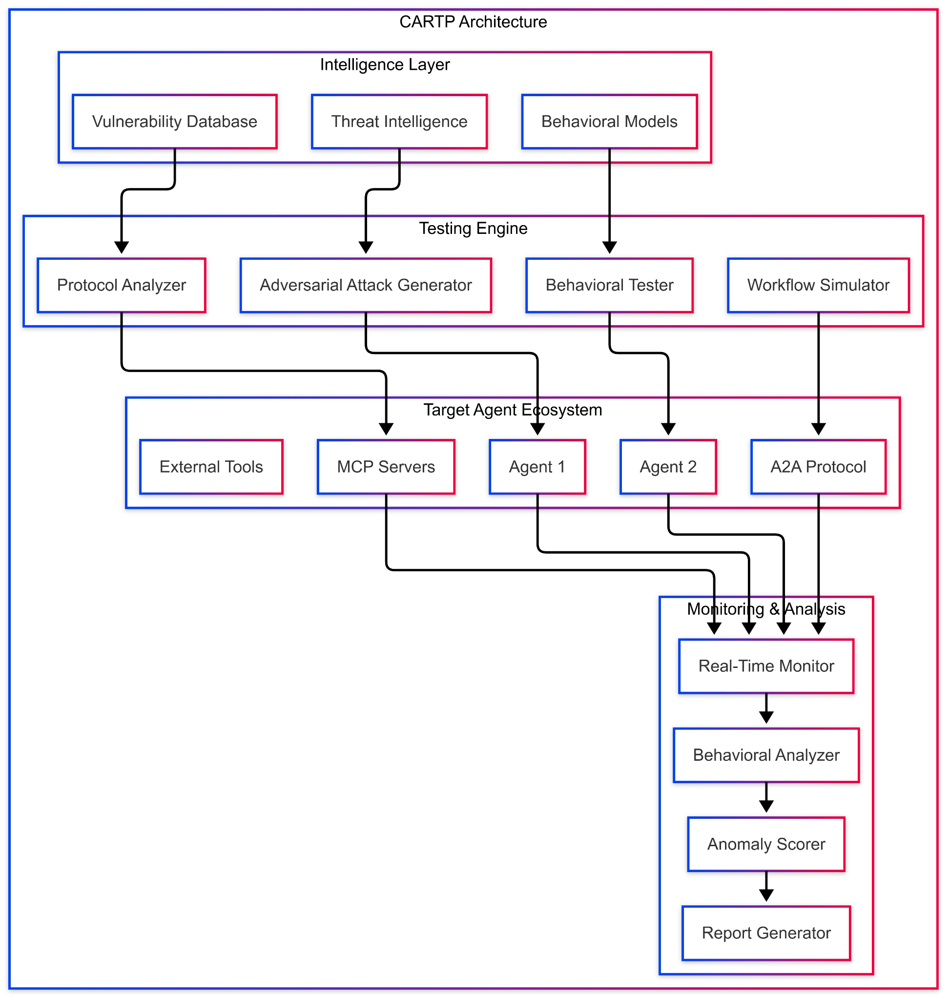 CARTP Architecture
Intelligence Layer
Vulnerability Database
Threat Intelligence
Behavioral Models
Testing Engine
Protocol Analyzer
Adversarial Attack Generator
Behavioral Tester
Workflow Simulator
Target Agent Ecosystem
External Tools
MCP Servers
Agent 1
Agent 2
A2A Protocol
Monitoring & Analysis
Real-Time Monitor
Behavioral Analyzer
Anomaly Scorer
Report Generator